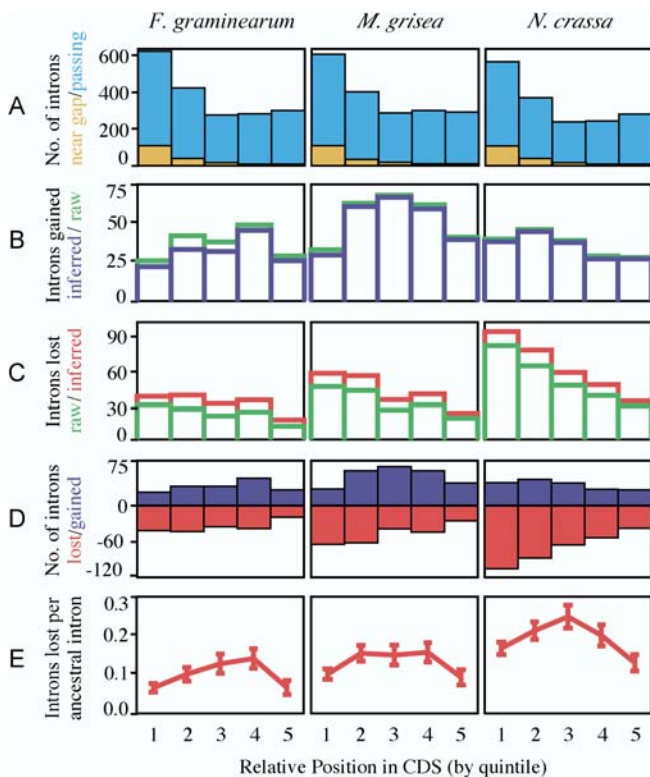 F. graminearum M. grisea N. crassa
A
No. of introns
near gap/passing
600
400
200
0
B
Introns gained
inferred / raw
75
50
25
0
C
Introns lost
raw/ inferred
90
60
30
0
D
No. of introns
lost/gained
75
0
-60
-120
E
Introns lost per
ancestral intron
0.3
0.1
0.0
1 2 3 4 5 1 2 3 4 5 1 2 3 4 5
Relative Position in CDS (by quintile)